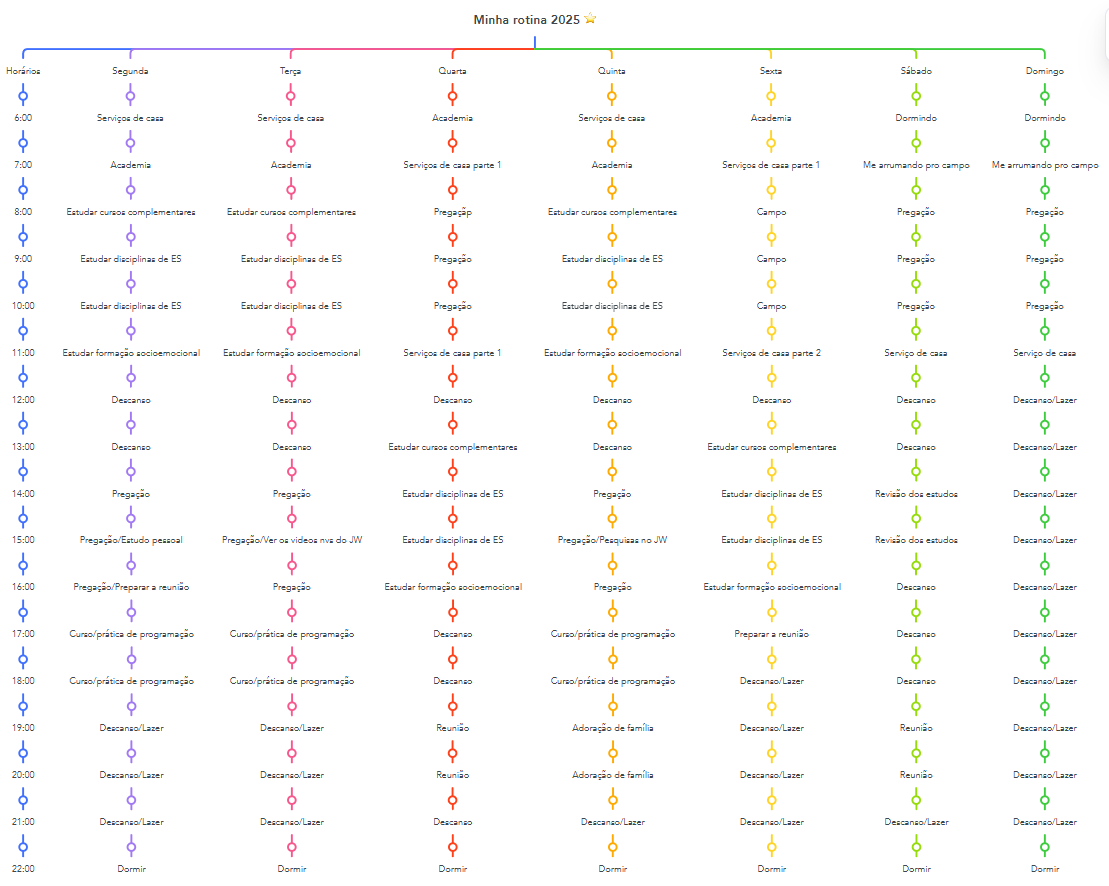 Minha rotina 2025 ⭐
Horários Segunda Terça Quarta Quinta Sexta Sábado Domingo
6:00 Serviços de casa Serviços de casa Academia Serviços de casa Academia Dormindo Dormindo
7:00 Academia Academia Serviços de casa parte 1 Academia Serviços de casa parte 1 Me arrumando pro campo Me arrumando pro campo
8:00 Estudar cursos complementares Estudar cursos complementares Pregaçãp Estudar cursos complementares Campo Pregação Pregação
9:00 Estudar disciplinas de ES Estudar disciplinas de ES Pregação Estudar disciplinas de ES Campo Pregação Pregação
10:00 Estudar disciplinas de ES Estudar disciplinas de ES Pregação Estudar disciplinas de ES Campo Pregação Pregação
11:00 Estudar formação socioemocional Estudar formação socioemocional Serviços de casa parte 1 Estudar formação socioemocional Serviços de casa parte 2 Serviço de casa Serviço de casa
12:00 Descanso Descanso Descanso Descanso Descanso Descanso Descanso/Lazer
13:00 Descanso Descanso Estudar cursos complementares Descanso Estudar cursos complementares Descanso Descanso/Lazer
14:00 Pregação Pregação Estudar disciplinas de ES Pregação Estudar disciplinas de ES Revisão dos estudos Descanso/Lazer
15:00 Pregação/Estudo pessoal Pregação/Ver os videos nvs do JW Estudar disciplinas de ES Pregação/Pesquisas no JW Estudar disciplinas de ES Revisão dos estudos Descanso/Lazer
16:00 Pregação/Preparar a reunião Pregação Estudar formação socioemocional Pregação Estudar formação socioemocional Descanso Descanso/Lazer
17:00 Curso/prática de programação Curso/prática de programação Descanso Curso/prática de programação Preparar a reunião Descanso Descanso/Lazer
18:00 Curso/prática de programação Curso/prática de programação Descanso Curso/prática de programação Descanso/Lazer Descanso Descanso/Lazer
19:00 Descanso/Lazer Descanso/Lazer Reunião Adoração de família Descanso/Lazer Reunião Descanso/Lazer
20:00 Descanso/Lazer Descanso/Lazer Reunião Adoração de família Descanso/Lazer Reunião Descanso/Lazer
21:00 Descanso/Lazer Descanso/Lazer Descanso Descanso/Lazer Descanso/Lazer Descanso/Lazer Descanso/Lazer
22:00 Dormir Dormir Dormir Dormir Dormir Dormir Dormir